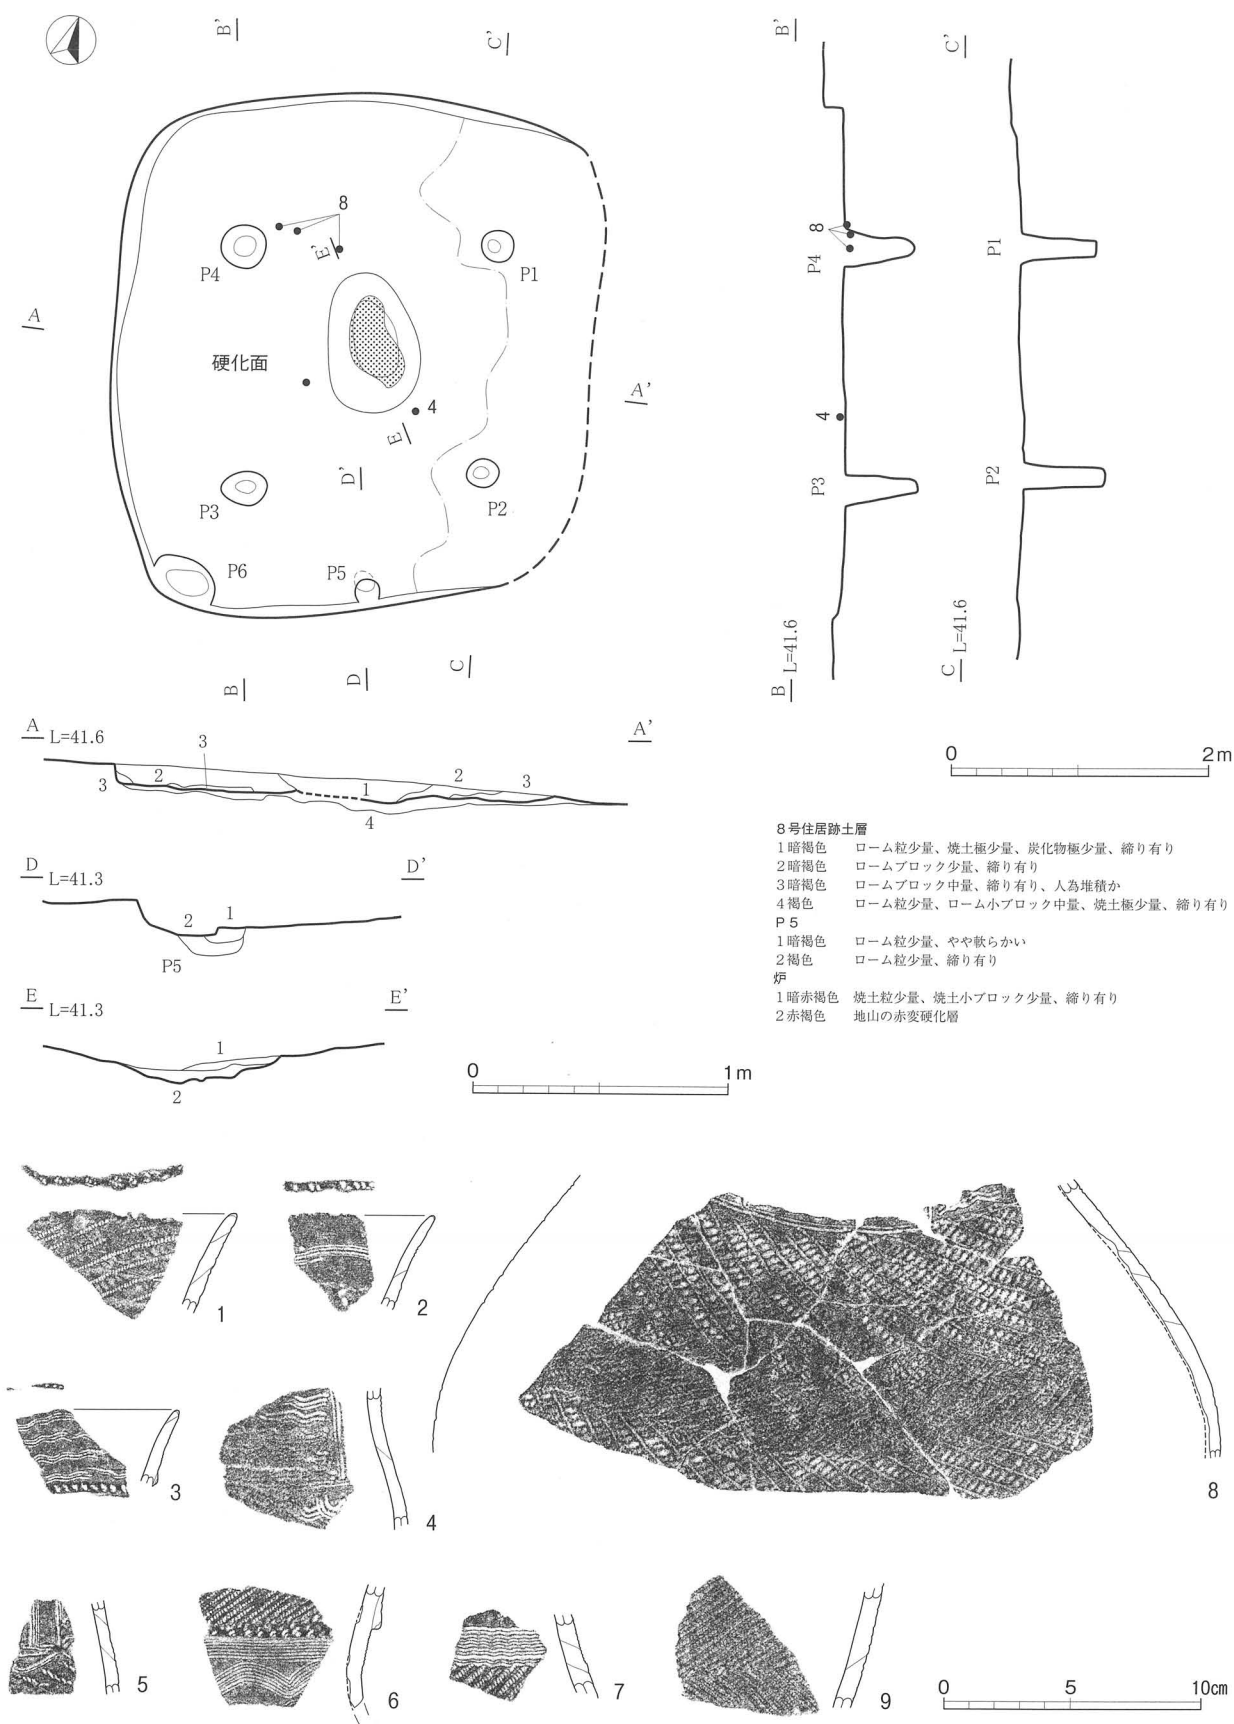 B'
C'
8
E'
P4
P1
A
硬化面
A'
4
E
D'
P3
P2
P6
P5
B
D
C
B'
C'
8
P4
P1
4
P3
P2
B L=41.6
C L=41.6
A L=41.6
A'
3
3
2
1
2
3
4
0 2m
D L=41.3
D'
2
1
P5
E L=41.3
E'
1
2
0 1m
8号住居跡土層
1暗褐色 ローム粒少量、焼土極少量、炭化物極少量、締り有り
2暗褐色 ロームブロック少量、締り有り
3暗褐色 ロームブロック中量、締り有り、人為堆積か
4褐色 ローム粒少量、ローム小ブロック中量、焼土極少量、締り有り
P5
1暗褐色 ローム粒少量、やや軟らかい
2褐色 ローム粒少量、締り有り
炉
1暗赤褐色 焼土粒少量、焼土小ブロック少量、締り有り
2赤褐色 地山の赤変硬化層
1
2
3
4
8
5
6
7
9
0 5 10cm